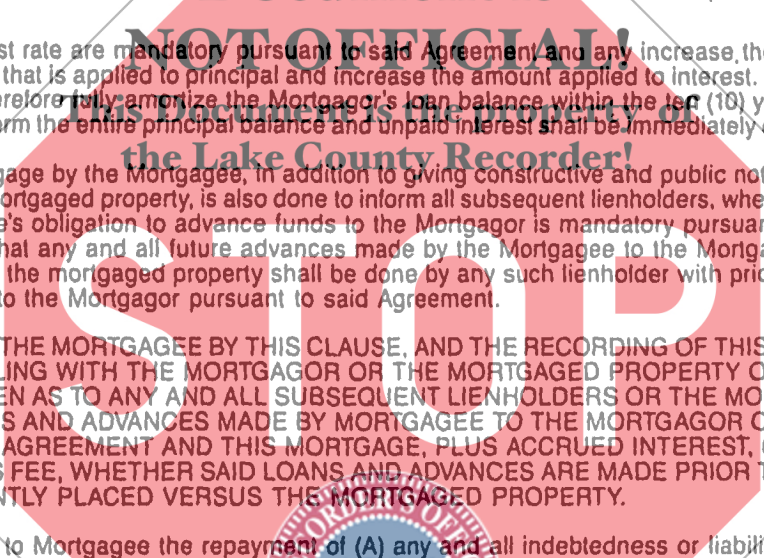 NOT OFFICIAL!
st rate are mandatory pursuant to said Agreement and any increase, the
that is applied to principal and increase the amount applied to interest.
erefore fully amortize the Mortgagor's loan balance within the ten (10) y
This Document is the property of
rm the entire principal balance and unpaid interest shall be immediately
the Lake County Recorder!
gage by the Mortgagee, in addition to giving constructive and public not
ortgaged property, is also done to inform all subsequent lienholders, whe
e's obligation to advance funds to the Mortgagor is mandatory pursuan
hat any and all future advances made by the Mortgagee to the Mortga
the mortgaged property shall be done by any such lienholder with prio
to the Mortgagor pursuant to said Agreement.
STOP
THE MORTGAGEE BY THIS CLAUSE, AND THE RECORDING OF THIS
LING WITH THE MORTGAGOR OR THE MORTGAGED PROPERTY O
EN AS TO ANY AND ALL SUBSEQUENT LIENHOLDERS OR THE MO
S AND ADVANCES MADE BY MORTGAGEE TO THE MORTGAGOR O
AGREEMENT AND THIS MORTGAGE, PLUS ACCRUED INTEREST,
S FEE, WHETHER SAID LOANS AND ADVANCES ARE MADE PRIOR T
NTLY PLACED VERSUS THE MORTGAGED PROPERTY.
to Mortgagee the repayment of (A) any and all indebtedness or liabili